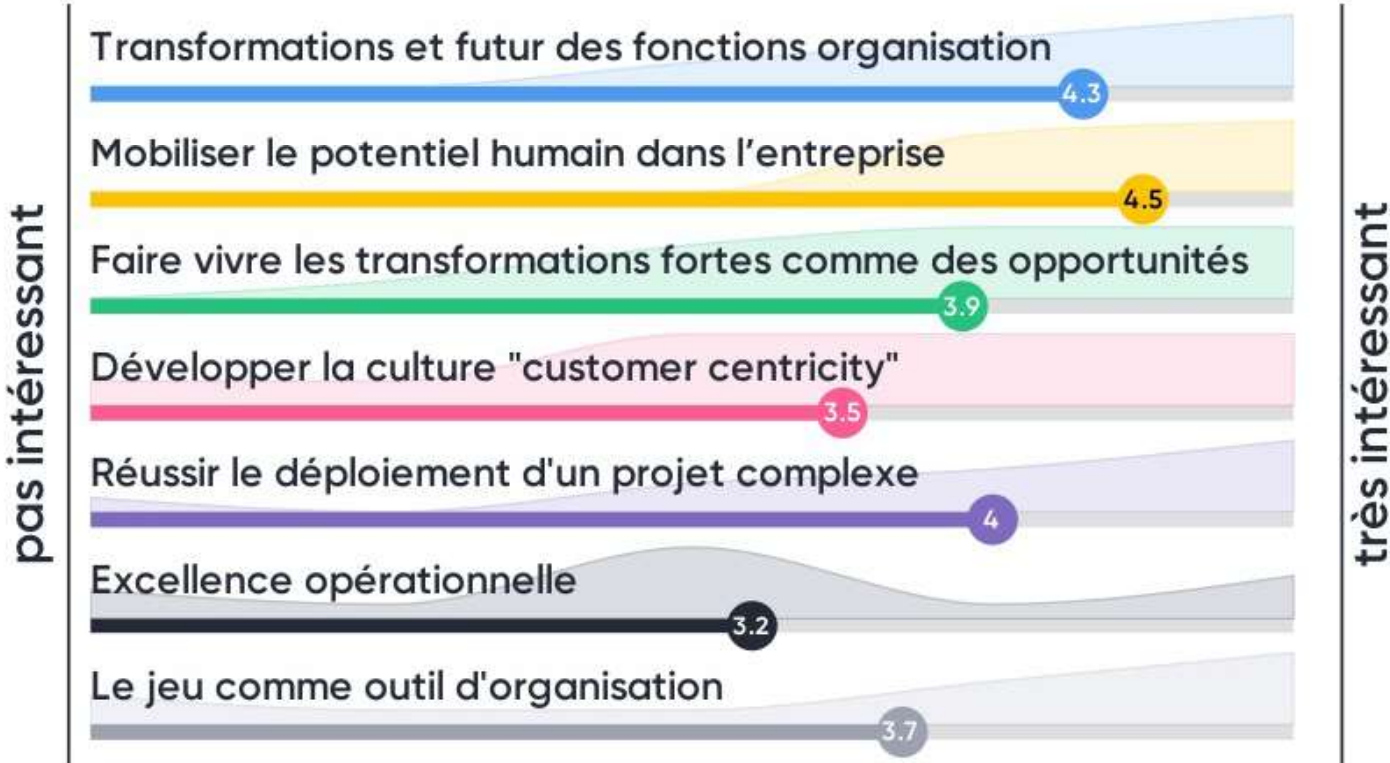 pas intéressant
Transformations et futur des fonctions organisation
4.3
Mobiliser le potentiel humain dans l’entreprise
4.5
Faire vivre les transformations fortes comme des opportunités
3.9
Développer la culture "customer centricity"
3.5
Réussir le déploiement d'un projet complexe
4
Excellence opérationnelle
3.2
Le jeu comme outil d'organisation
3.7
très intéressant